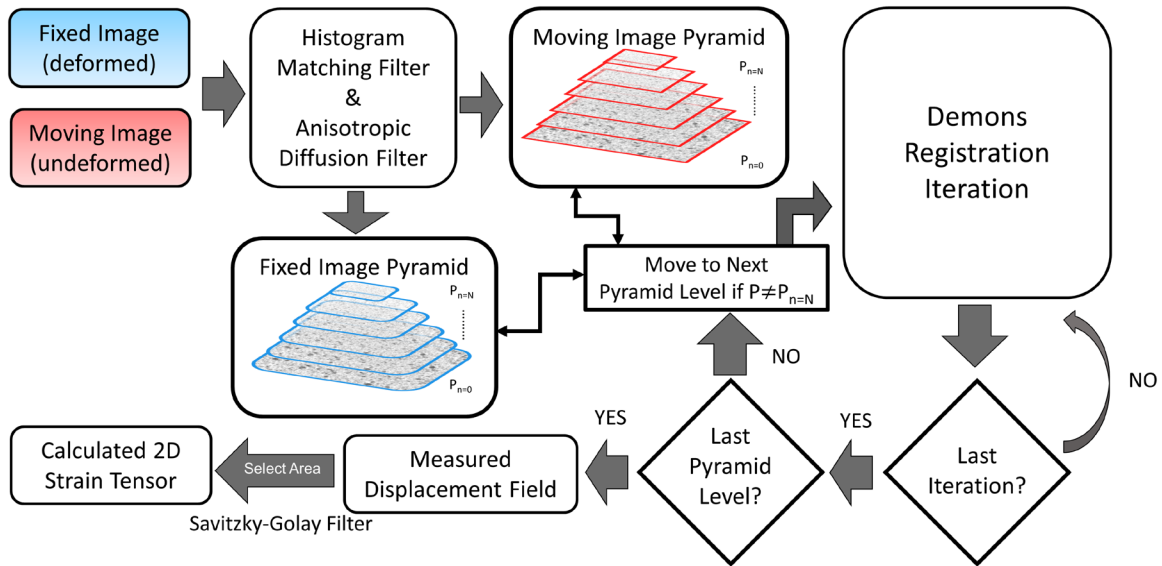 Fixed Image
(deformed)
Moving Image
(undeformed)
Histogram
Matching Filter
&
Anisotropic
Diffusion Filter
Moving Image Pyramid
Pn=N
Pn=0
Demons
Registration
Iteration
Fixed Image Pyramid
Pn=N
Pn=0
Move to Next
Pyramid Level if P≠Pn=N
NO
NO
Last
Iteration?
YES
Last
Pyramid
Level?
YES
Measured
Displacement Field
Select Area
Savitzky-Golay Filter
Calculated 2D
Strain Tensor